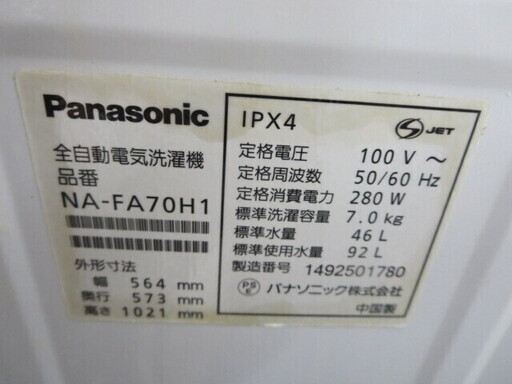 Panasonic
全自動電気洗濯機
品番
NA-FA70H1
外形寸法
幅 564 mm
奥行 573 mm
高さ 1021 mm
IPX4
S JET
定格電圧 100 V ～
定格周波数 50/60 Hz
定格消費電力 280 W
標準洗濯容量 7.0 kg
標準水量 46 L
標準使用水量 92 L
製造番号 1492501780
PS E パナソニック株式会社
中国製